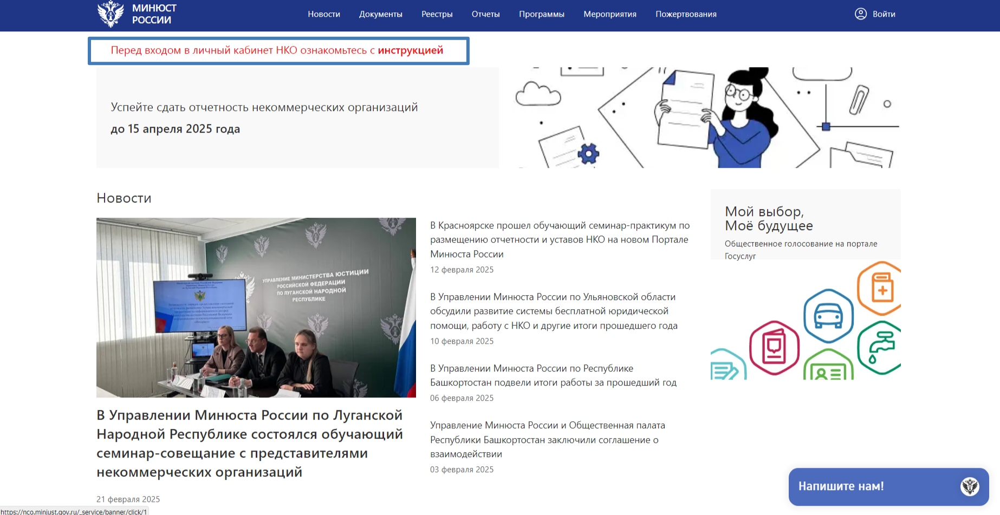 МИНЮСТ
РОССИИ
Новости
Документы
Реестры
Отчеты
Программы
Мероприятия
Пожертвования
Войти
Перед входом в личный кабинет НКО ознакомьтесь с инструкцией
Успейте сдать отчетность некоммерческих организаций
до 15 апреля 2025 года
Новости
УПРАВЛЕНИЕ МИНИСТЕРСТВА ЮСТИЦИИ
РОССИЙСКОЙ ФЕДЕРАЦИИ
ПО ЛУГАНСКОЙ НАРОДНОЙ
РЕСПУБЛИКЕ
В Управлении Минюста России по Луганской
Народной Республике состоялся обучающий
семинар-совещание с представителями
некоммерческих организаций
21 февраля 2025
В Красноярске прошел обучающий семинар-практикум по
размещению отчетности и уставов НКО на новом Портале
Минюста России
12 февраля 2025
В Управлении Минюста России по Ульяновской области
обсудили развитие системы бесплатной юридической
помощи, работу с НКО и другие итоги прошедшего года
10 февраля 2025
В Управлении Минюста России по Республике
Башкортостан подвели итоги работы за прошедший год
06 февраля 2025
Управление Минюста России и Общественная палата
Республики Башкортостан заключили соглашение о
взаимодействии
03 февраля 2025
Мой выбор,
Моё будущее
Общественное голосование на портале
Госуслуг
Напишите нам!
https://nco.minjust.gov.ru/_service/banner/click/1